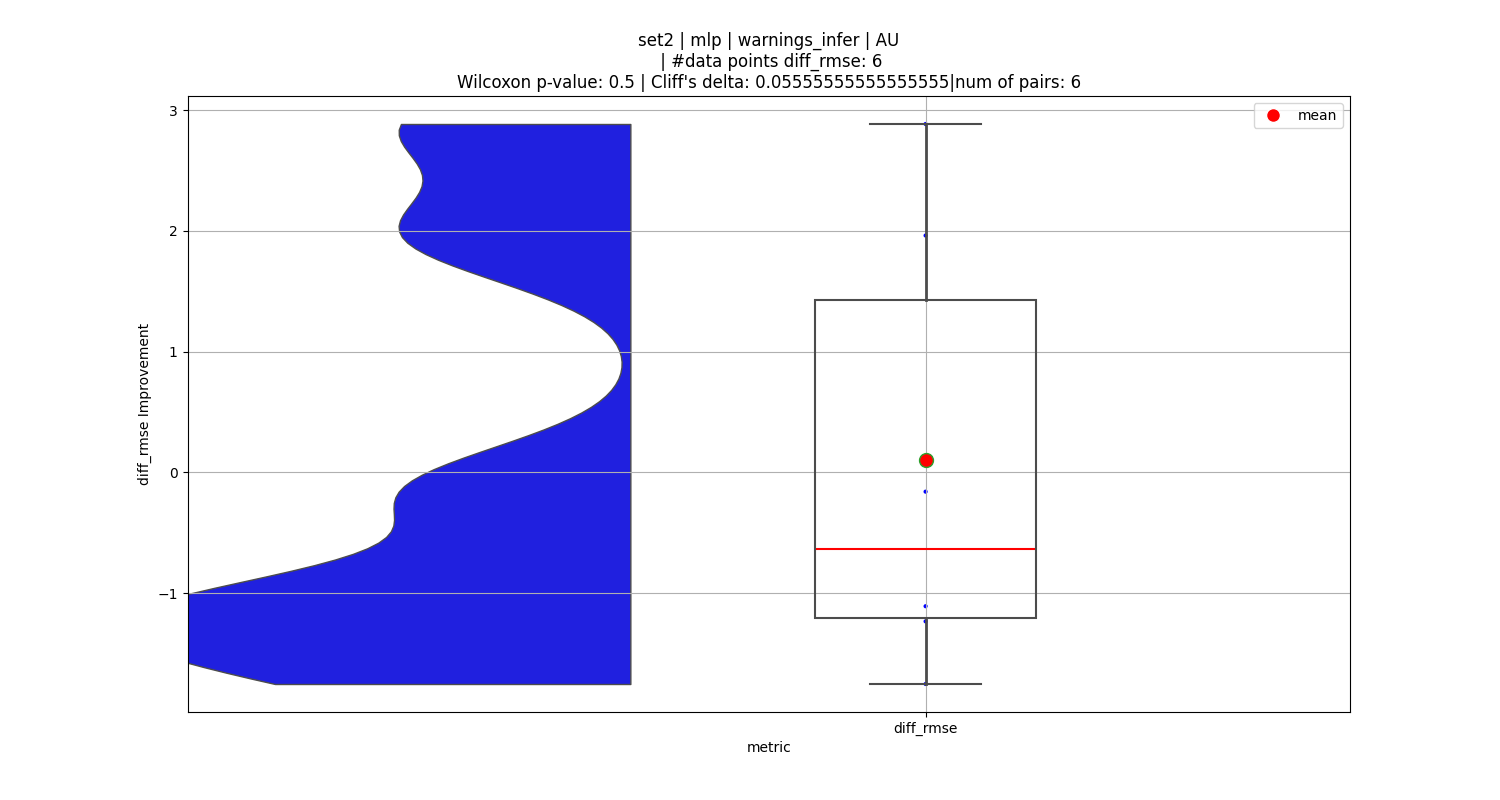 set2 | mlp | warnings_infer | AU
| #data points diff_rmse: 6
Wilcoxon p-value: 0.5 | Cliff's delta: 0.05555555555555555|num of pairs: 6
mean
3
2
1
0
−1
diff_rmse Improvement
diff_rmse
metric